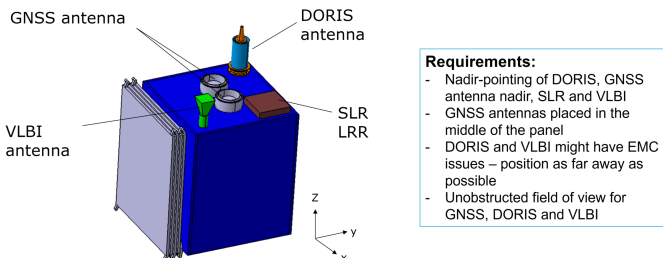 GNSS antenna
DORIS
antenna
VLBI
antenna
SLR
LRR
Z
y
x
Requirements:
- Nadir-pointing of DORIS, GNSS
antenna nadir, SLR and VLBI
- GNSS antennas placed in the
middle of the panel
- DORIS and VLBI might have EMC
issues – position as far away as
possible
- Unobstructed field of view for
GNSS, DORIS and VLBI